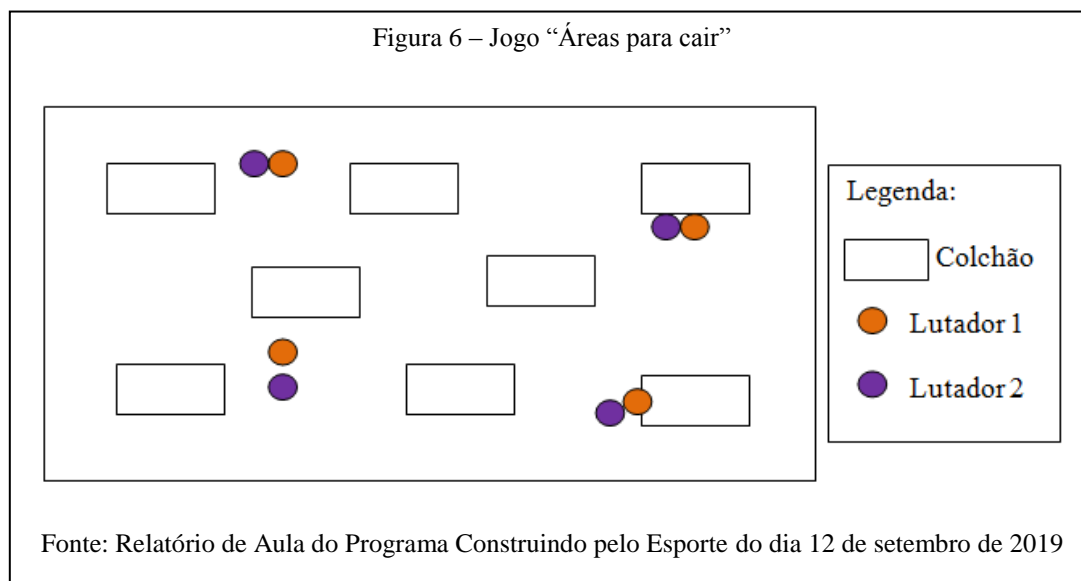 Figura 6 – Jogo “Áreas para cair”
Legenda:
Colchão
Lutador 1
Lutador 2
Fonte: Relatório de Aula do Programa Construindo pelo Esporte do dia 12 de setembro de 2019